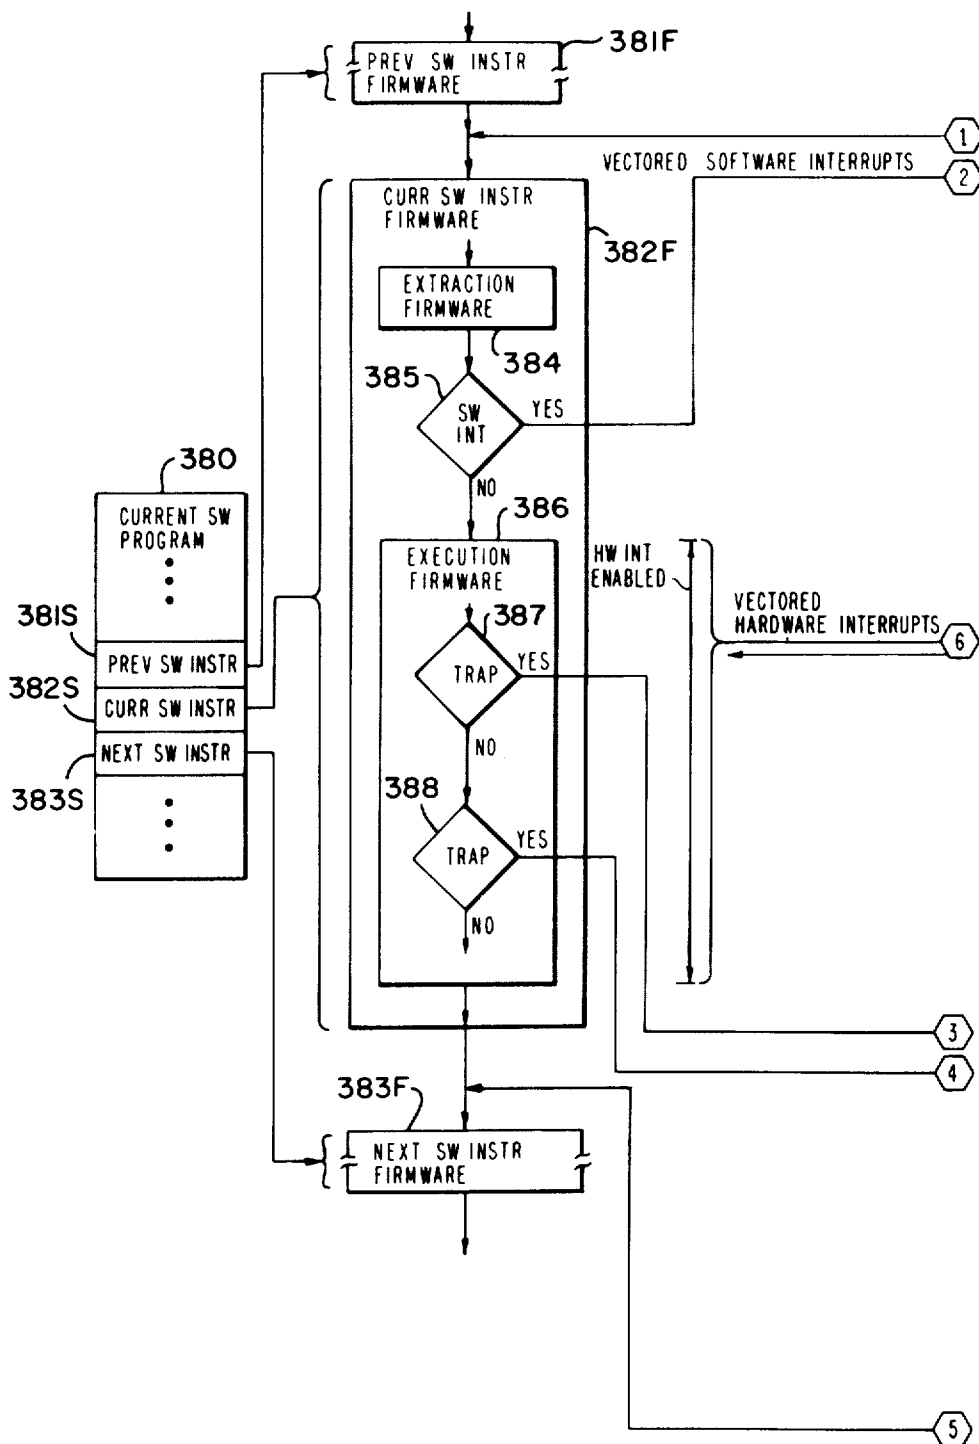 381F
PREV SW INSTR
FIRMWARE
1
VECTORED SOFTWARE INTERRUPTS
2
CURR SW INSTR
FIRMWARE
382F
EXTRACTION
FIRMWARE
384
385
SW
INT
YES
NO
380
CURRENT SW
PROGRAM
386
EXECUTION
FIRMWARE
HW INT
ENABLED
387
VECTORED
HARDWARE INTERRUPTS
6
381S
PREV SW INSTR
TRAP
YES
382S
CURR SW INSTR
NO
NEXT SW INSTR
383S
388
TRAP
YES
NO
3
4
383F
NEXT SW INSTR
FIRMWARE
5